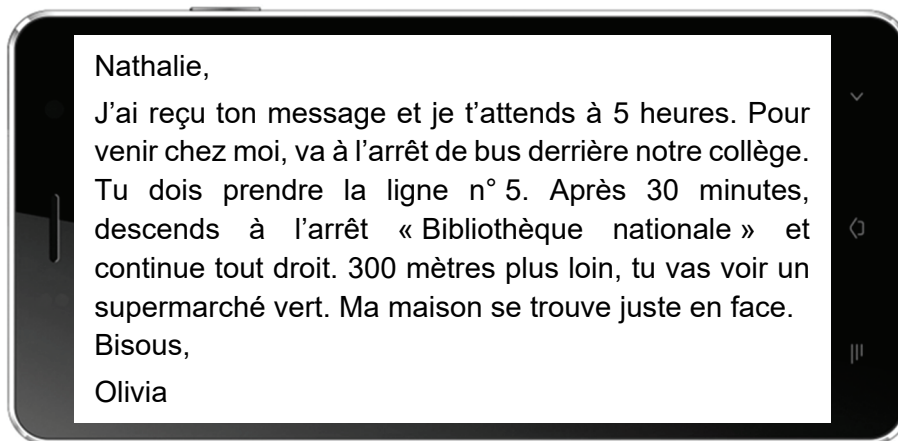 Nathalie,
J’ai reçu ton message et je t’attends à 5 heures. Pour
venir chez moi, va à l’arrêt de bus derrière notre collège.
Tu dois prendre la ligne n° 5. Après 30 minutes,
descends à l’arrêt « Bibliothèque nationale » et
continue tout droit. 300 mètres plus loin, tu vas voir un
supermarché vert. Ma maison se trouve juste en face.
Bisous,
Olivia